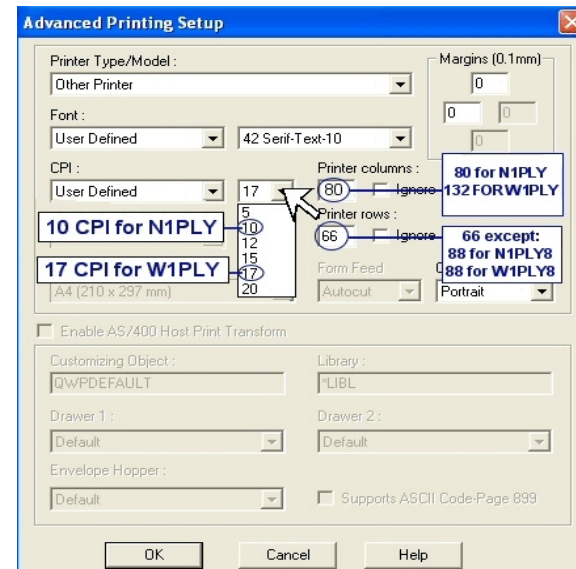 Advanced Printing Setup
Printer Type/Model :
Other Printer
Margins (0.1mm)
0
0 0
0
Font :
User Defined 42 Serif-Text-10
CPI :
User Defined 17
Printer columns :
80 Ignore
80 for N1PLY
132 FOR W1PLY
5
10
12
15
17
20
10 CPI for N1PLY
17 CPI for W1PLY
Printer rows :
66 Ignore
66 except:
88 for N1PLY8
88 for W1PLY8
A4 (210 x 297 mm)
Form Feed
Autocut
Portrait
Enable AS/400 Host Print Transform
Customizing Object :
QWPDEFAULT
Library :
*LIBL
Drawer 1 :
Default
Drawer 2 :
Default
Envelope Hopper :
Default
Supports ASCII Code-Page 899
OK Cancel Help